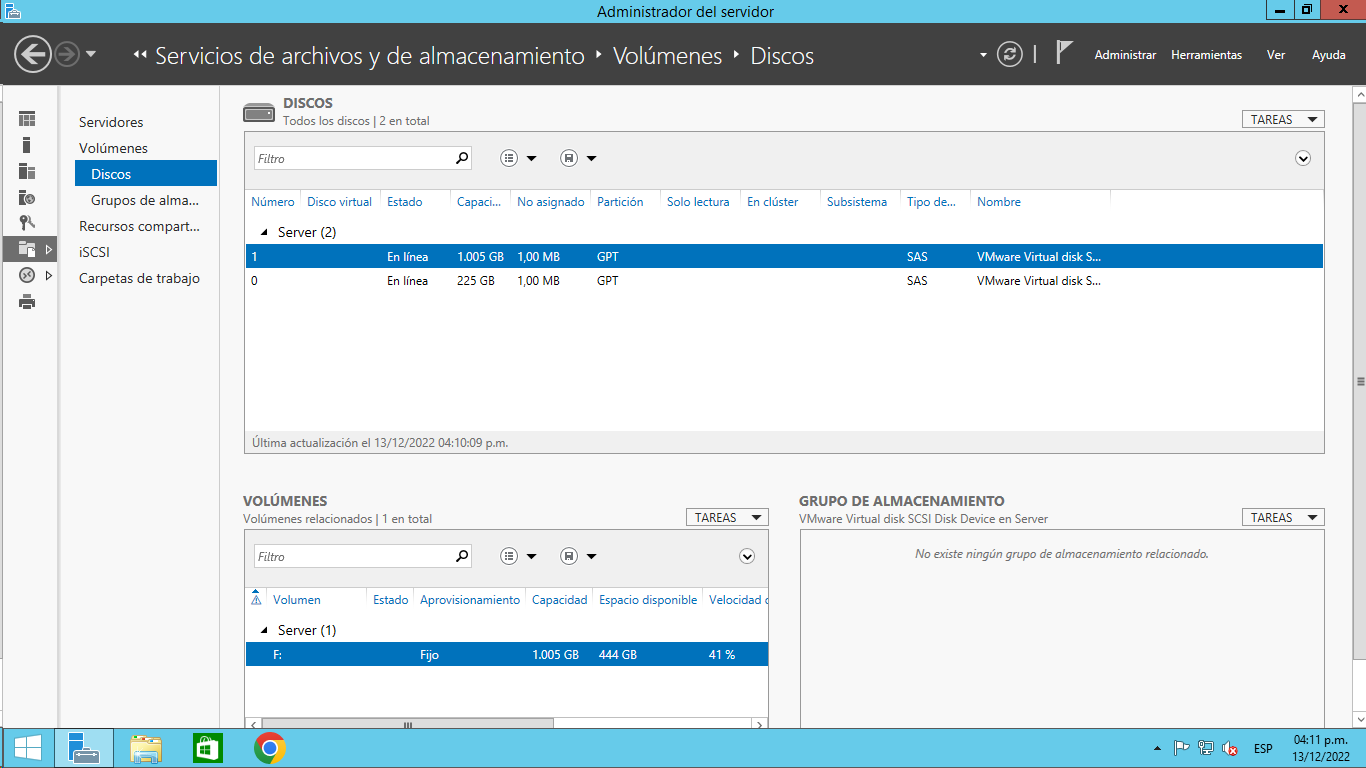 Administrador del servidor
Servicios de archivos y de almacenamiento Volúmenes Discos
Administrar Herramientas Ver Ayuda
Servidores
Volúmenes
Discos
Grupos de alma...
Recursos compart...
iSCSI
Carpetas de trabajo
DISCOS
Todos los discos | 2 en total
TAREAS
Filtro
Número Disco virtual Estado Capaci... No asignado Partición Solo lectura En clúster Subsistema Tipo de... Nombre
Server (2)
1 En línea 1.005 GB 1,00 MB GPT SAS VMware Virtual disk S...
0 En línea 225 GB 1,00 MB GPT SAS VMware Virtual disk S...
Última actualización el 13/12/2022 04:10:09 p.m.
VOLÚMENES
Volúmenes relacionados | 1 en total
TAREAS
Filtro
Volumen Estado Aprovisionamiento Capacidad Espacio disponible Velocidad
Server (1)
F: Fijo 1.005 GB 444 GB 41 %
GRUPO DE ALMACENAMIENTO
VMware Virtual disk SCSI Disk Device en Server
TAREAS
No existe ningún grupo de almacenamiento relacionado.
ESP
04:11 p.m.
13/12/2022